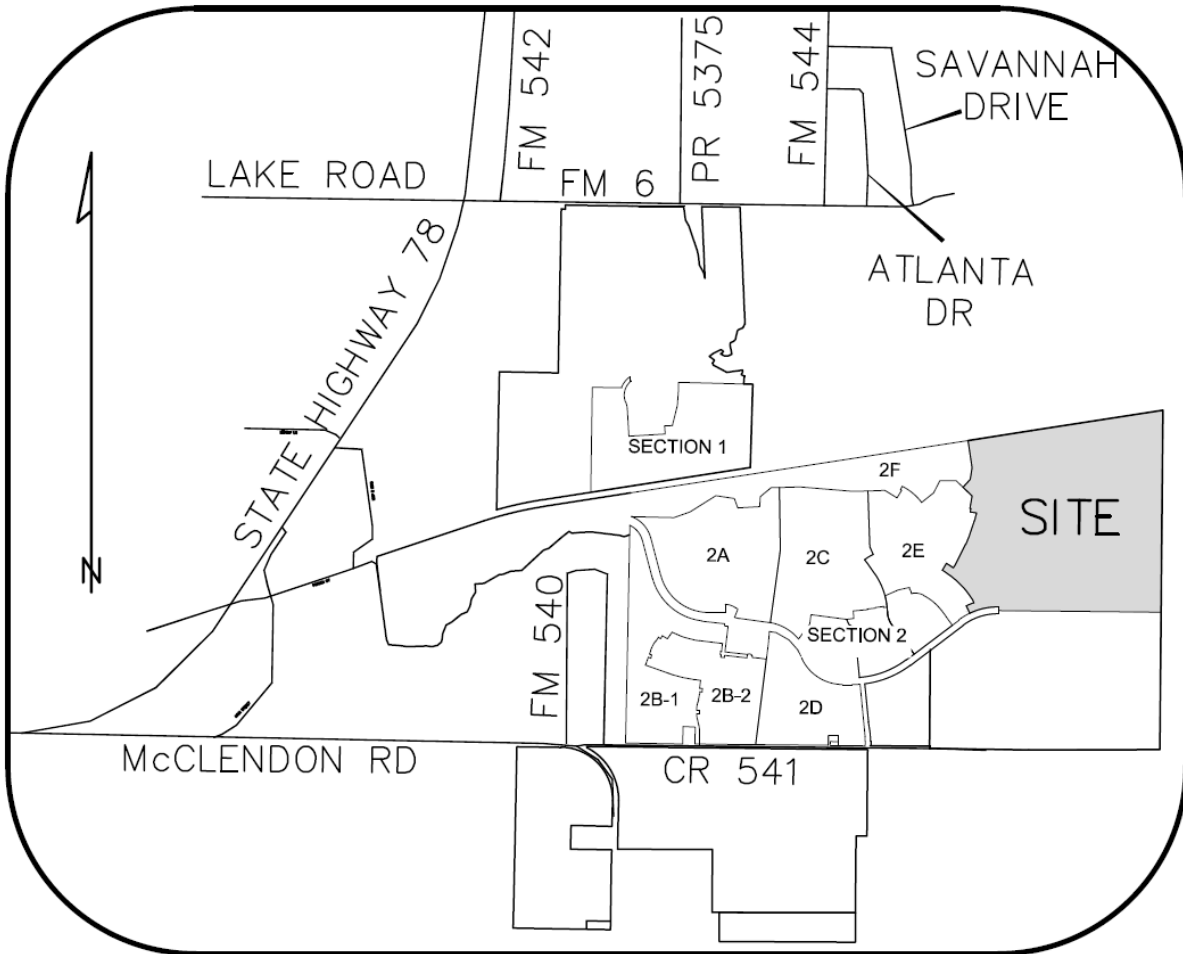 FM 542
PR 5375
FM 544
SAVANNAH
DRIVE
LAKE ROAD
FM 6
ATLANTA
DR
STATE HIGHWAY 78
SECTION 1
2F
SITE
2A
2C
2E
N
FM 540
SECTION 2
2B-1
2B-2
2D
McCLENDON RD
CR 541